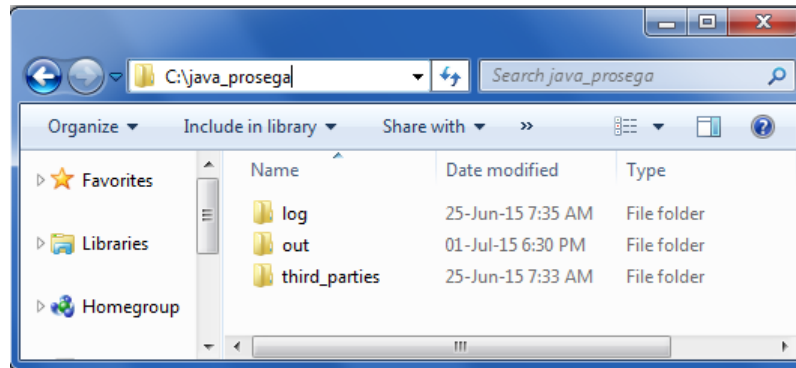 C:\java_prosega
Search java_prosega
Organize Include in library Share with »
Favorites
Libraries
Homegroup
Name Date modified Type
log 25-Jun-15 7:35 AM File folder
out 01-Jul-15 6:30 PM File folder
third_parties 25-Jun-15 7:33 AM File folder